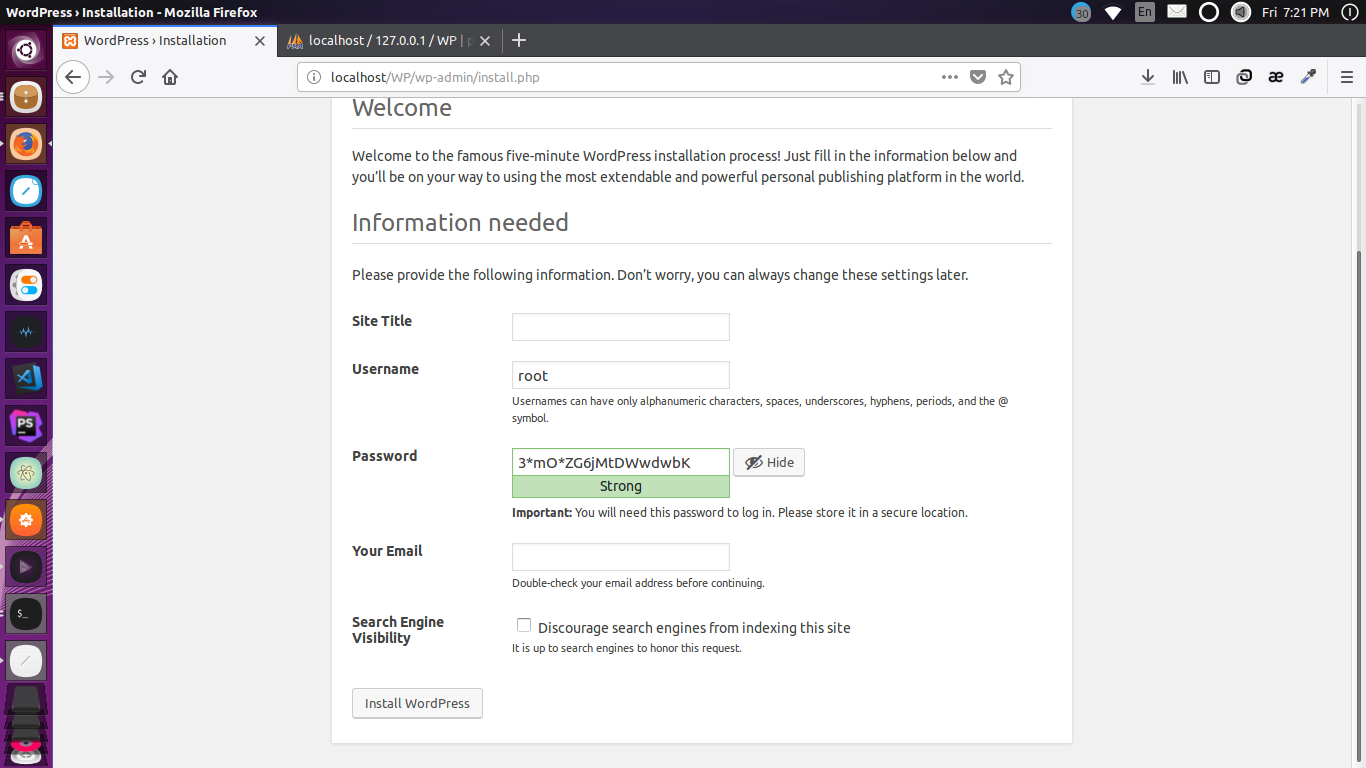 WordPress › Installation - Mozilla Firefox
30
En
Fri 7:21 PM
WordPress › Installation
localhost / 127.0.0.1 / WP | p
localhost/WP/wp-admin/install.php
æ
Welcome
Welcome to the famous five-minute WordPress installation process! Just fill in the information below and
you’ll be on your way to using the most extendable and powerful personal publishing platform in the world.
Information needed
Please provide the following information. Don’t worry, you can always change these settings later.
Site Title
Username
root
Usernames can have only alphanumeric characters, spaces, underscores, hyphens, periods, and the @
symbol.
Password
3*mO*ZG6jMtDWwdwbK
Hide
Strong
Important: You will need this password to log in. Please store it in a secure location.
Your Email
Double-check your email address before continuing.
Search Engine
Visibility
Discourage search engines from indexing this site
It is up to search engines to honor this request.
Install WordPress
PS
$_